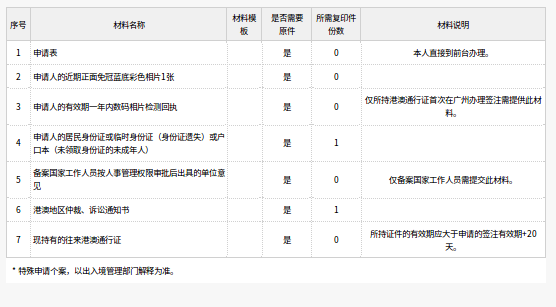 序号 材料名称 材料模板 是否需要原件 所需复印件份数 材料说明
1 申请表 是 0 本人直接到前台办理。
2 申请人的近期正面免冠蓝底彩色相片1张 是 0
3 申请人的有效期一年内数码相片检测回执 是 0 仅所持港澳通行证首次在广州办理签注需提供此材料。
4 申请人的居民身份证或临时身份证（身份证遗失）或户口本（未领取身份证的未成年人） 是 1
5 备案国家工作人员按人事管理权限审批后出具的单位意见 是 0 仅备案国家工作人员需提交此材料。
6 港澳地区仲裁、诉讼通知书 是 1
7 现持有的往来港澳通行证 是 0 所持证件的有效期应大于申请的签注有效期+20天。
* 特殊申请个案，以出入境管理部门解释为准。